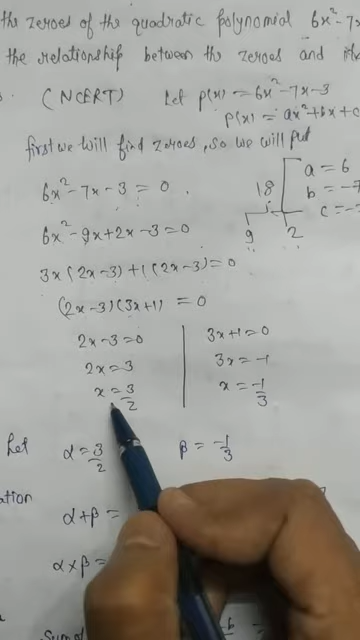 the zeroes of the quadratic polynomial 6x²-7x
the relationship between the zeroes and
(NCERT) Let p(x) = 6x²-7x-3
p(x) = ax²+bx+c
first we will find zeroes, so we will put
6x²-7x-3=0
6x²-9x+2x-3=0
3x(2x-3)+1(2x-3)=0
(2x-3)(3x+1) = 0
2x-3=0
2x=3
x=3/2
3x+1=0
3x=-1
x=-1/3
18
9 2
a=6
b=-7
c=-
Let α=3/2 β=-1/3
ation
α+β=
α×β=
Sum